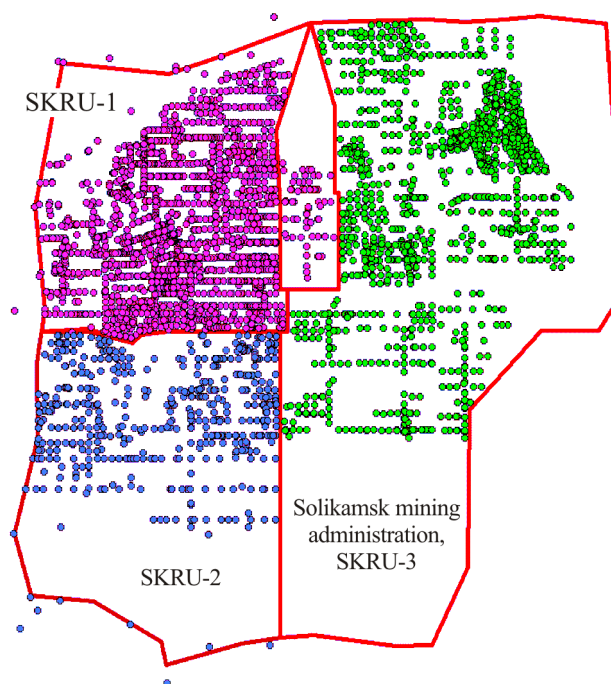 SKRU-1
Solikamsk mining
administration,
SKRU-3
SKRU-2